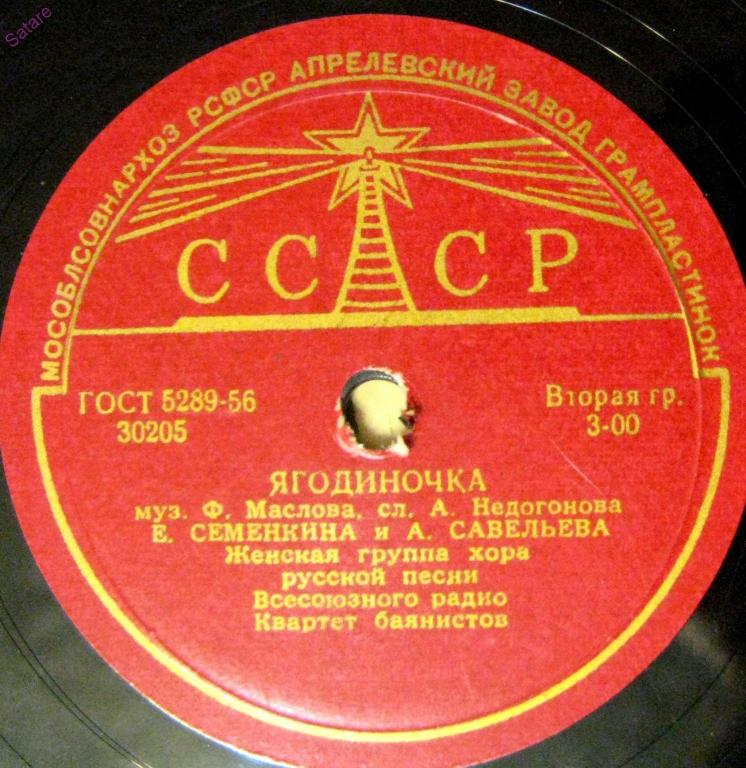 Satare
МОСОБЛСОВНАРХОЗ РСФСР АПРЕЛЕВСКИЙ ЗАВОД ГРАМПЛАСТИНОК
СССР
ГОСТ 5289-56
30205
Вторая гр.
3-00
ЯГОДИНОЧКА
муз. Ф. Маслова, сл. А. Недогонова
Е. СЕМЕНКИНА и А. САВЕЛЬЕВА
Женская группа хора
русской песни
Всесоюзного радио
Квартет баянистов